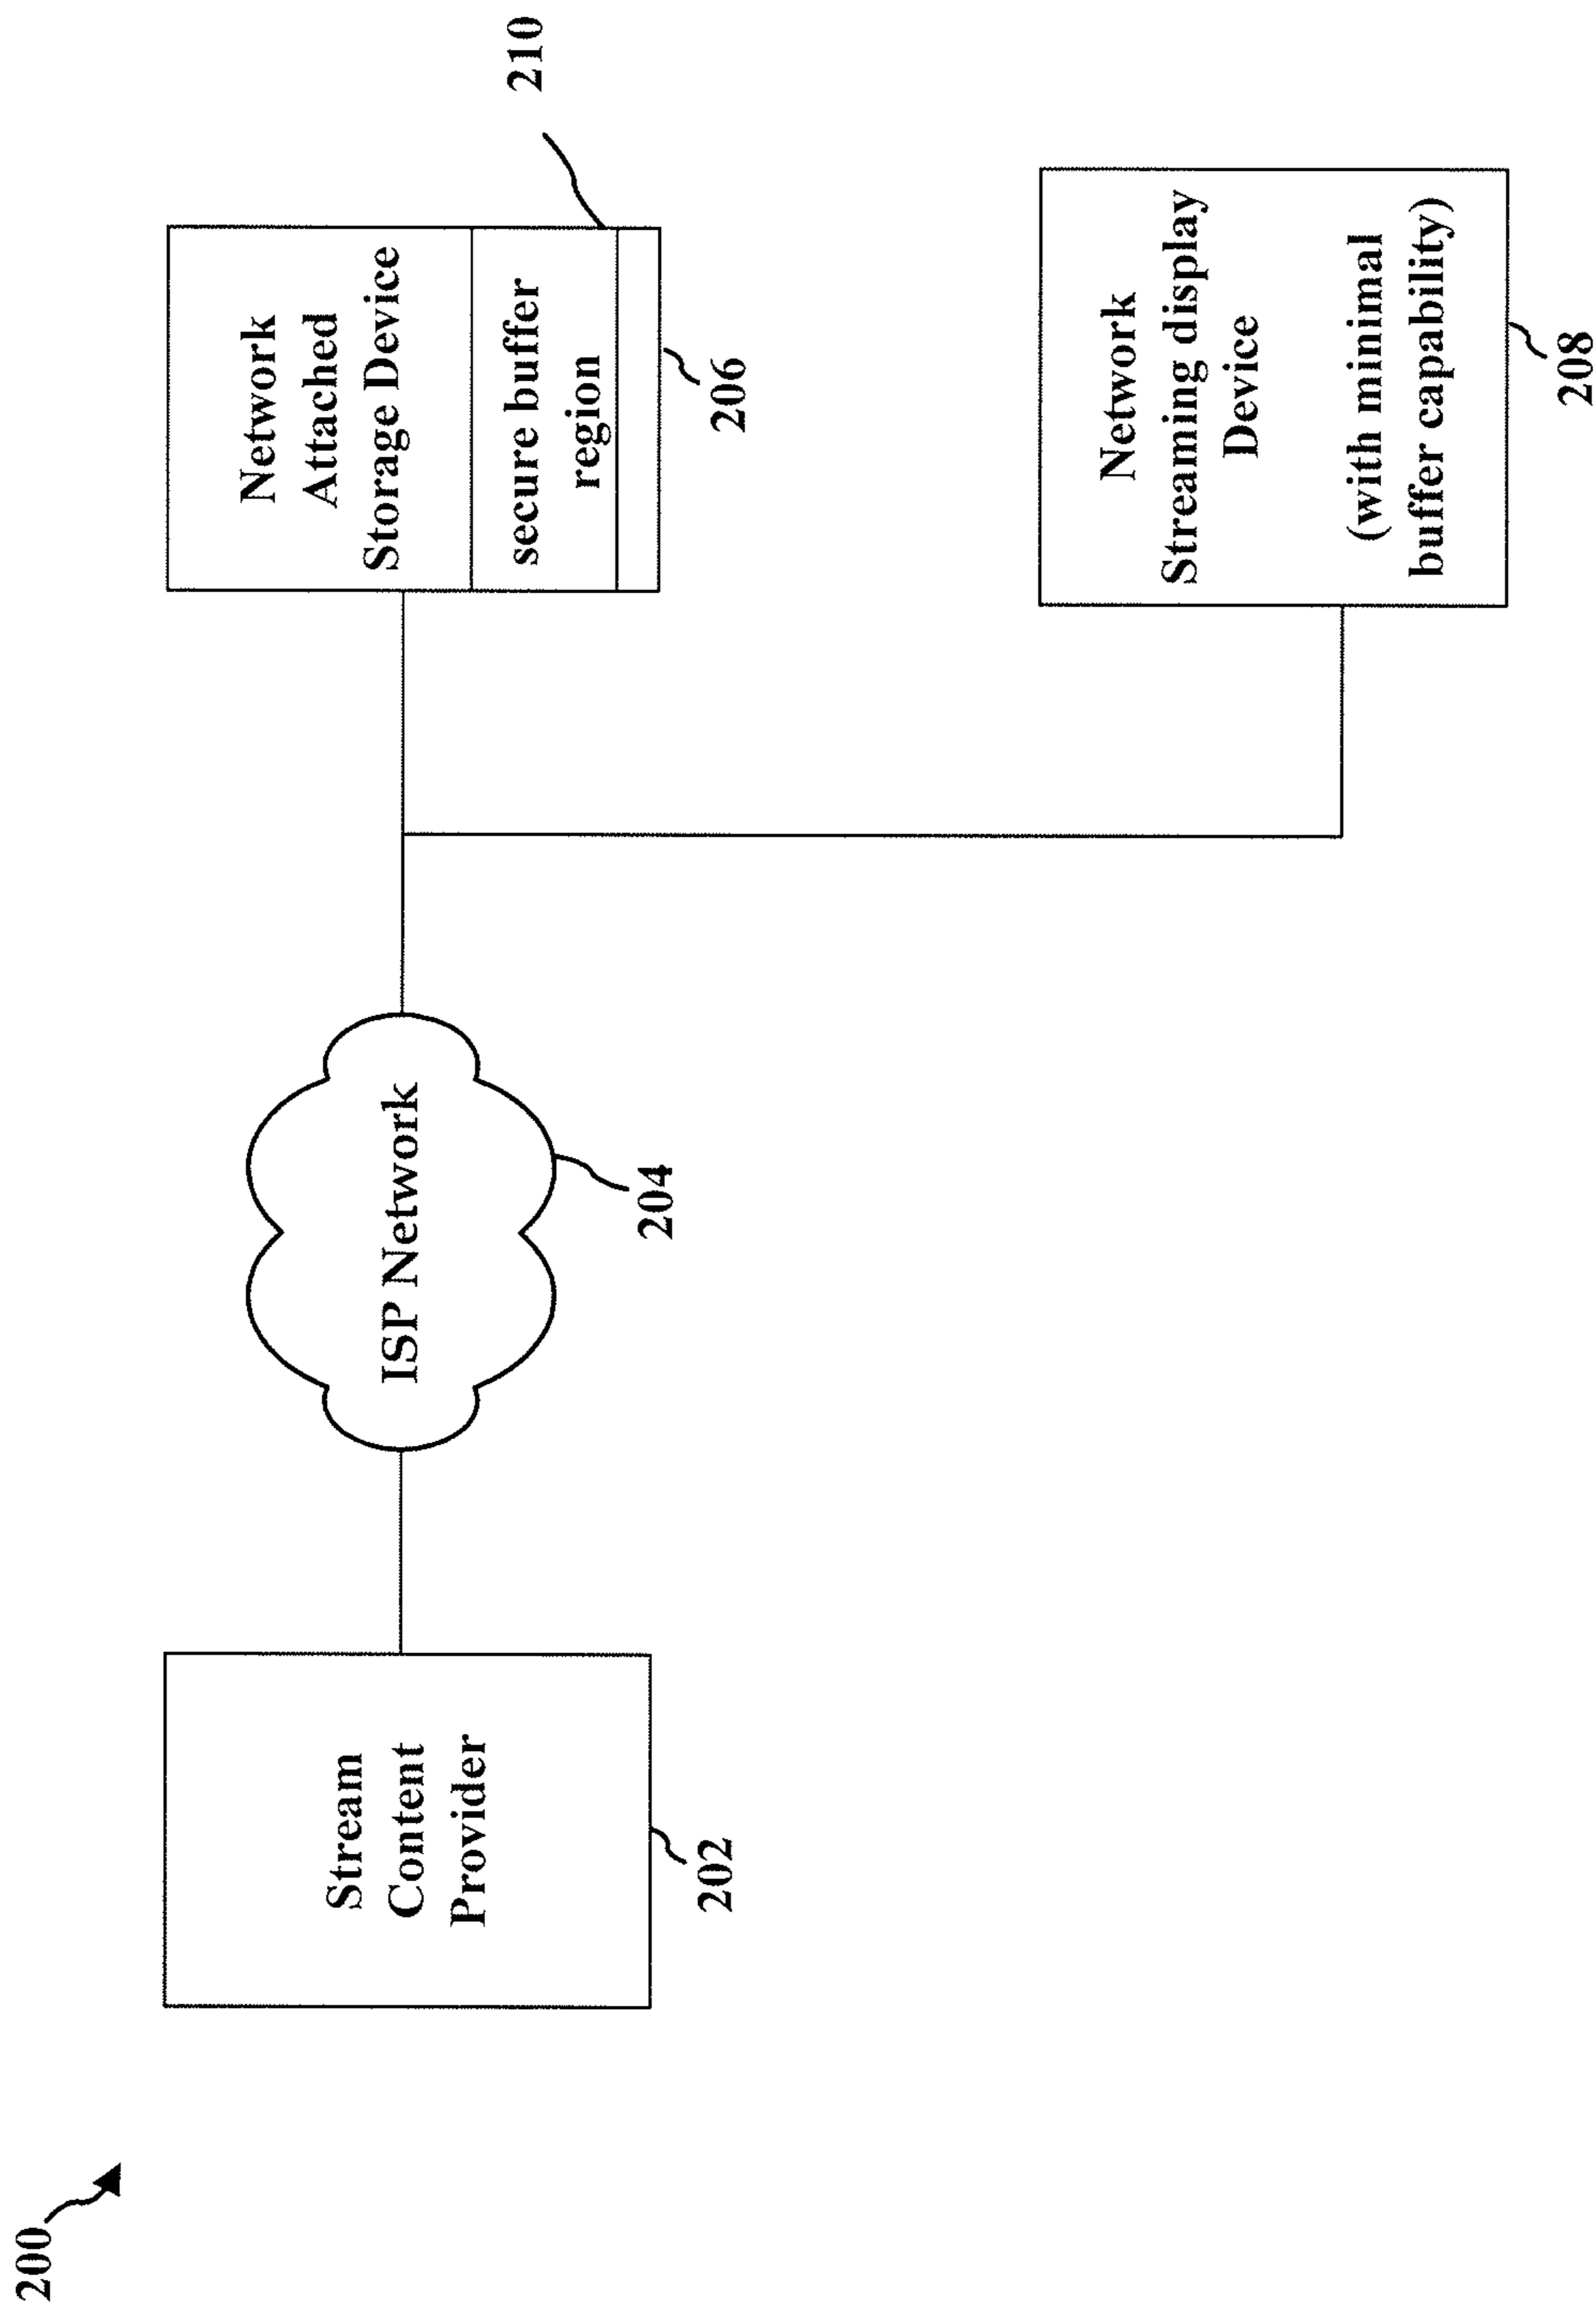 200
Stream
Content
Provider
202
ISP Network
204
Network
Attached
Storage Device
secure buffer
region
210
206
Network
Streaming display
Device
(with minimal
buffer capability)
208